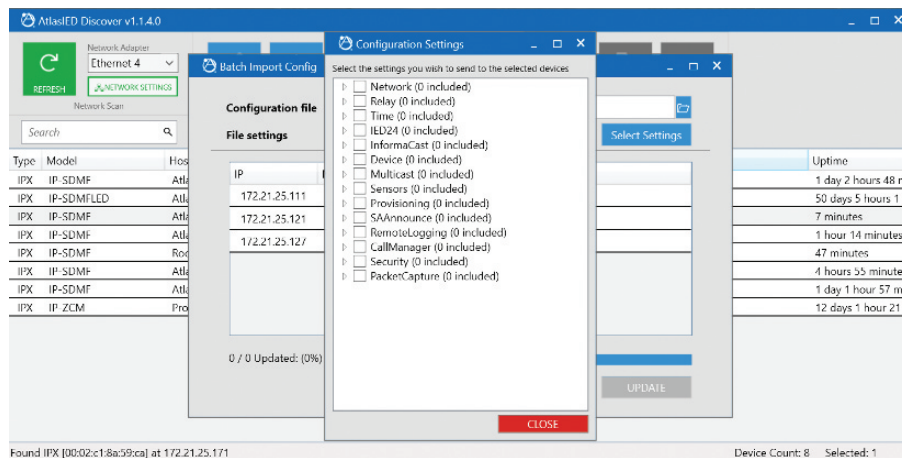 AtlasIED Discover v1.1.4.0
Network Adapter
Ethernet 4
REFRESH
NETWORK SETTINGS
Network Scan
Search
Type Model Hos Uptime
IPX IP-SDMF Atla 1 day 2 hours 48 m
IPX IP-SDMFLED Atla 50 days 5 hours 1
IPX IP-SDMF Atla 7 minutes
IPX IP-SDMF Atla 1 hour 14 minutes
IPX IP-SDMF Roo 47 minutes
IPX IP-SDMF Atla 4 hours 55 minute
IPX IP-SDMF Atla 1 day 1 hour 57 m
IPX IP-ZCM Pro 12 days 1 hour 21
Batch Import Config
Configuration file
File settings
Select Settings
IP
172.21.25.111
172.21.25.121
172.21.25.127
0 / 0 Updated: (0%)
UPDATE
Configuration Settings
Select the settings you wish to send to the selected devices
Network (0 included)
Relay (0 included)
Time (0 included)
IED24 (0 included)
InformaCast (0 included)
Device (0 included)
Multicast (0 included)
Sensors (0 included)
Provisioning (0 included)
SAAnnounce (0 included)
RemoteLogging (0 included)
CallManager (0 included)
Security (0 included)
PacketCapture (0 included)
CLOSE
Found IPX [00:02:c1:8a:59:ca] at 172.21.25.171
Device Count: 8 Selected: 1